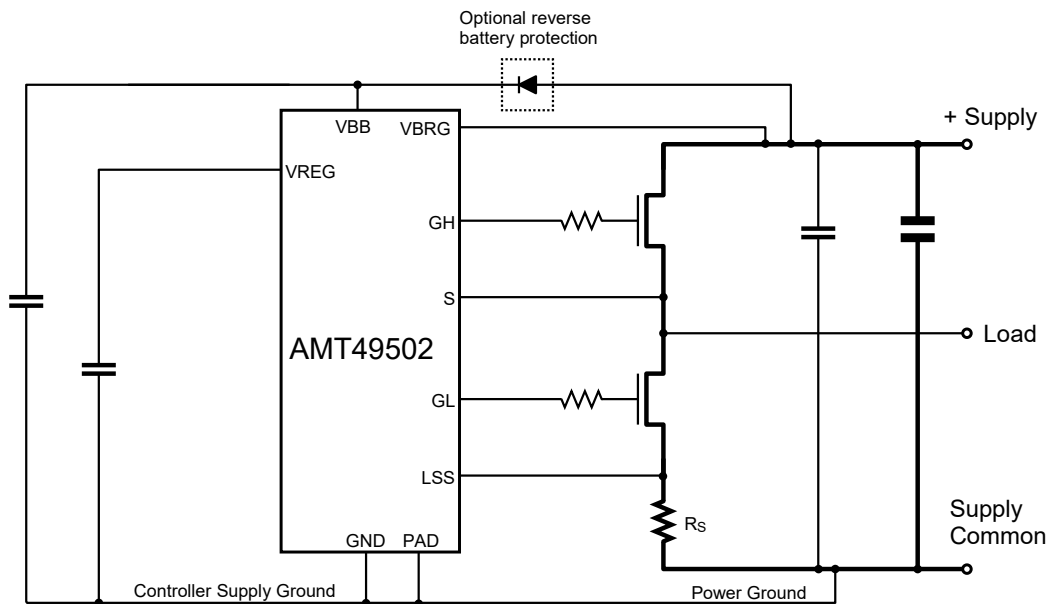 Optional reverse
battery protection
VBB
VBRG
+ Supply
VREG
GH
S
AMT49502
Load
GL
LSS
RS
Supply
Common
GND
PAD
Controller Supply Ground
Power Ground